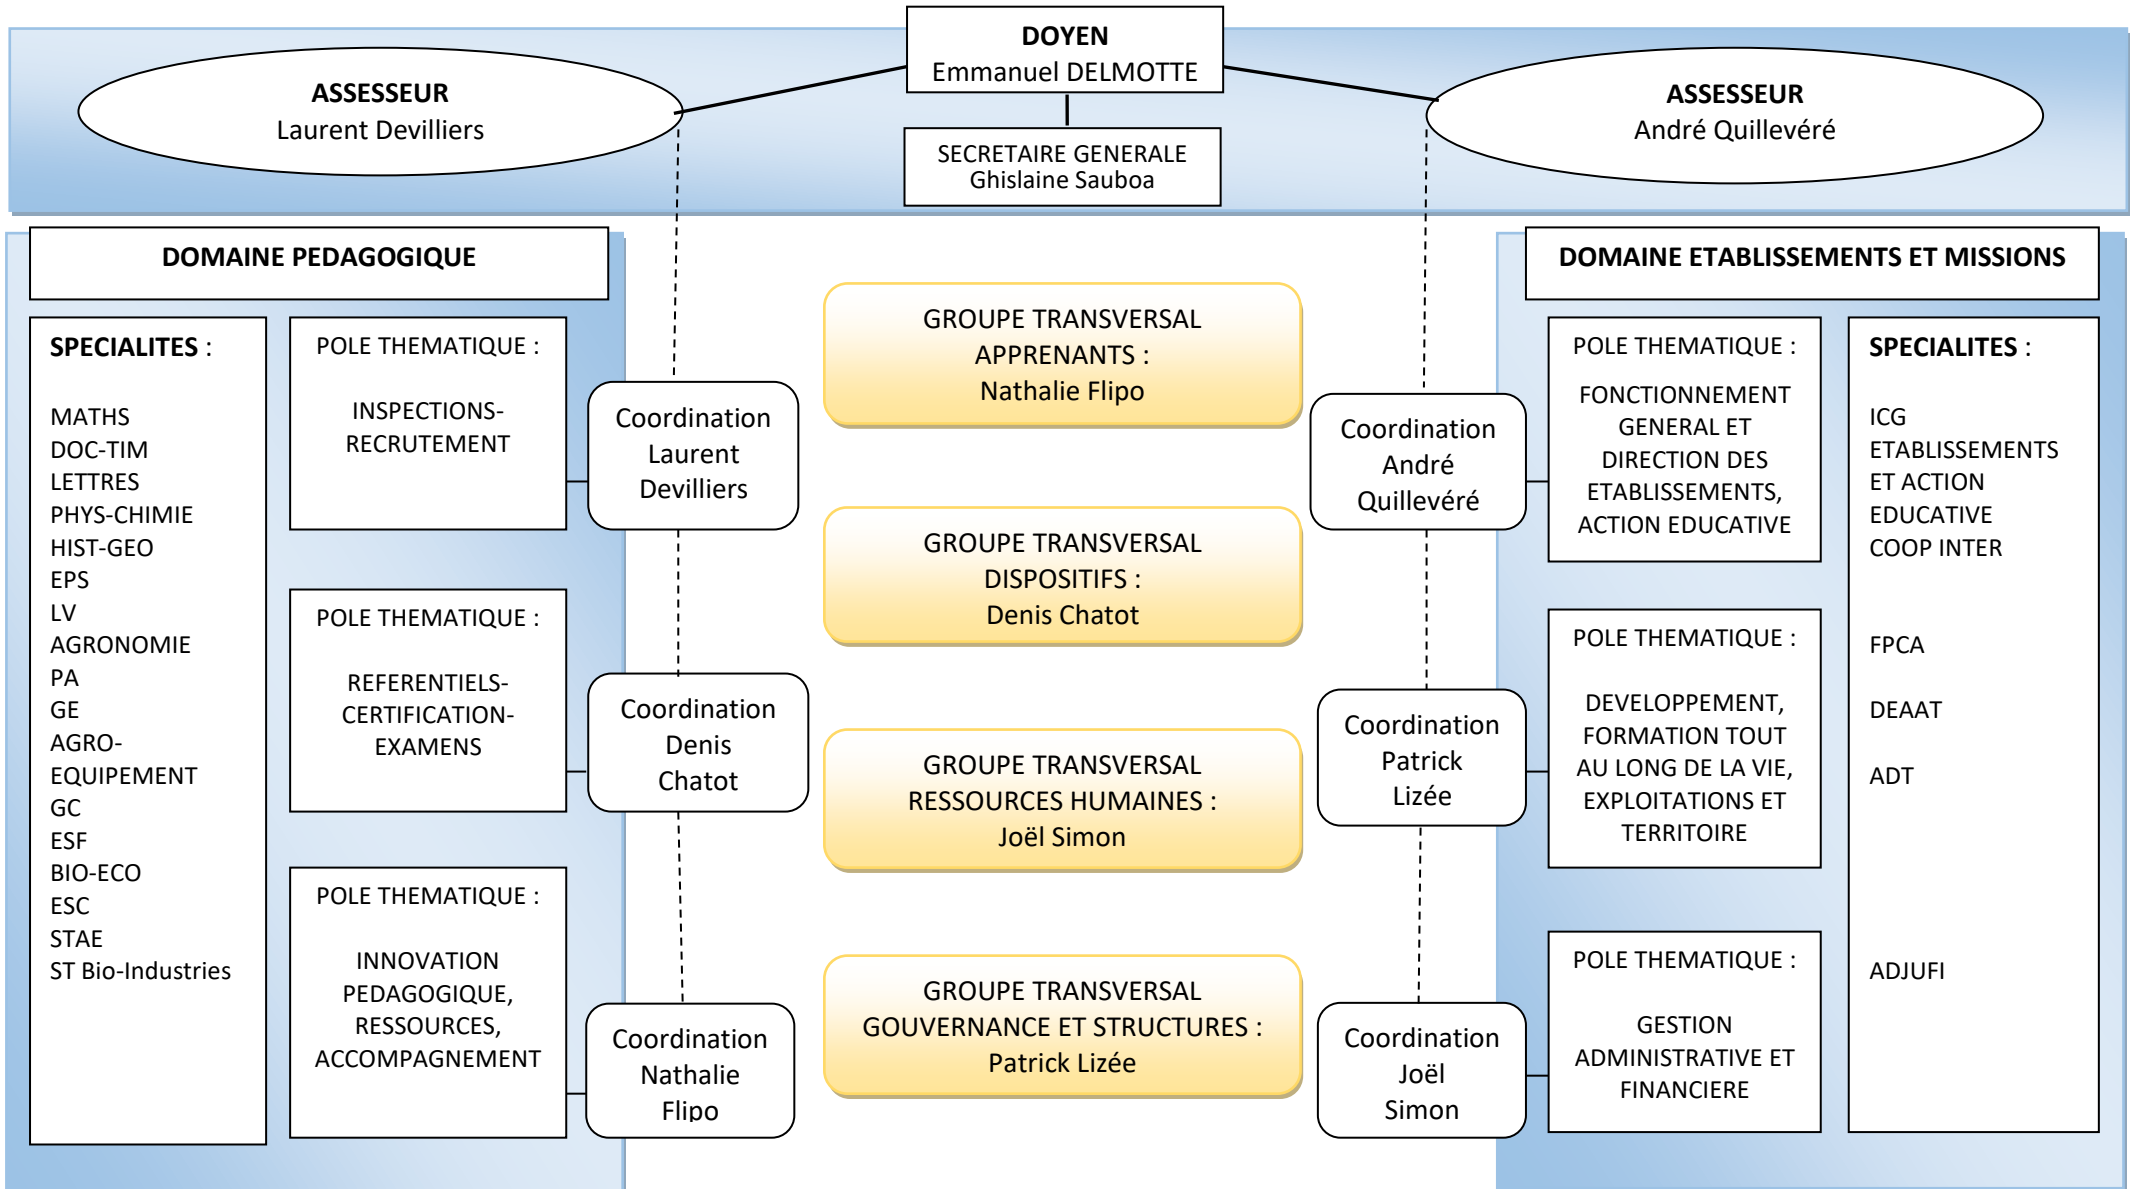 DOYEN
Emmanuel DELMOTTE
ASSESSEUR
Laurent Devilliers
ASSESSEUR
André Quillevéré
SECRETAIRE GENERALE
Ghislaine Sauboa
DOMAINE PEDAGOGIQUE
SPECIALITES :
MATHS
DOC-TIM
LETTRES
PHYS-CHIMIE
HIST-GEO
EPS
LV
AGRONOMIE
PA
GE
AGRO-
EQUIPEMENT
GC
ESF
BIO-ECO
ESC
STAE
ST Bio-Industries
POLE THEMATIQUE :
INSPECTIONS-
RECRUTEMENT
Coordination
Laurent
Devilliers
POLE THEMATIQUE :
REFERENTIELS-
CERTIFICATION-
EXAMENS
Coordination
Denis
Chatot
POLE THEMATIQUE :
INNOVATION
PEDAGOGIQUE,
RESSOURCES,
ACCOMPAGNEMENT
Coordination
Nathalie
Flipo
GROUPE TRANSVERSAL
APPRENANTS :
Nathalie Flipo
GROUPE TRANSVERSAL
DISPOSITIFS :
Denis Chatot
GROUPE TRANSVERSAL
RESSOURCES HUMAINES :
Joël Simon
GROUPE TRANSVERSAL
GOUVERNANCE ET STRUCTURES :
Patrick Lizée
DOMAINE ETABLISSEMENTS ET MISSIONS
Coordination
André
Quillevéré
POLE THEMATIQUE :
FONCTIONNEMENT
GENERAL ET
DIRECTION DES
ETABLISSEMENTS,
ACTION EDUCATIVE
Coordination
Patrick
Lizée
POLE THEMATIQUE :
DEVELOPPEMENT,
FORMATION TOUT
AU LONG DE LA VIE,
EXPLOITATIONS ET
TERRITOIRE
Coordination
Joël
Simon
POLE THEMATIQUE :
GESTION
ADMINISTRATIVE ET
FINANCIERE
SPECIALITES :
ICG
ETABLISSEMENTS
ET ACTION
EDUCATIVE
COOP INTER
FPCA
DEAAT
ADT
ADJUFI